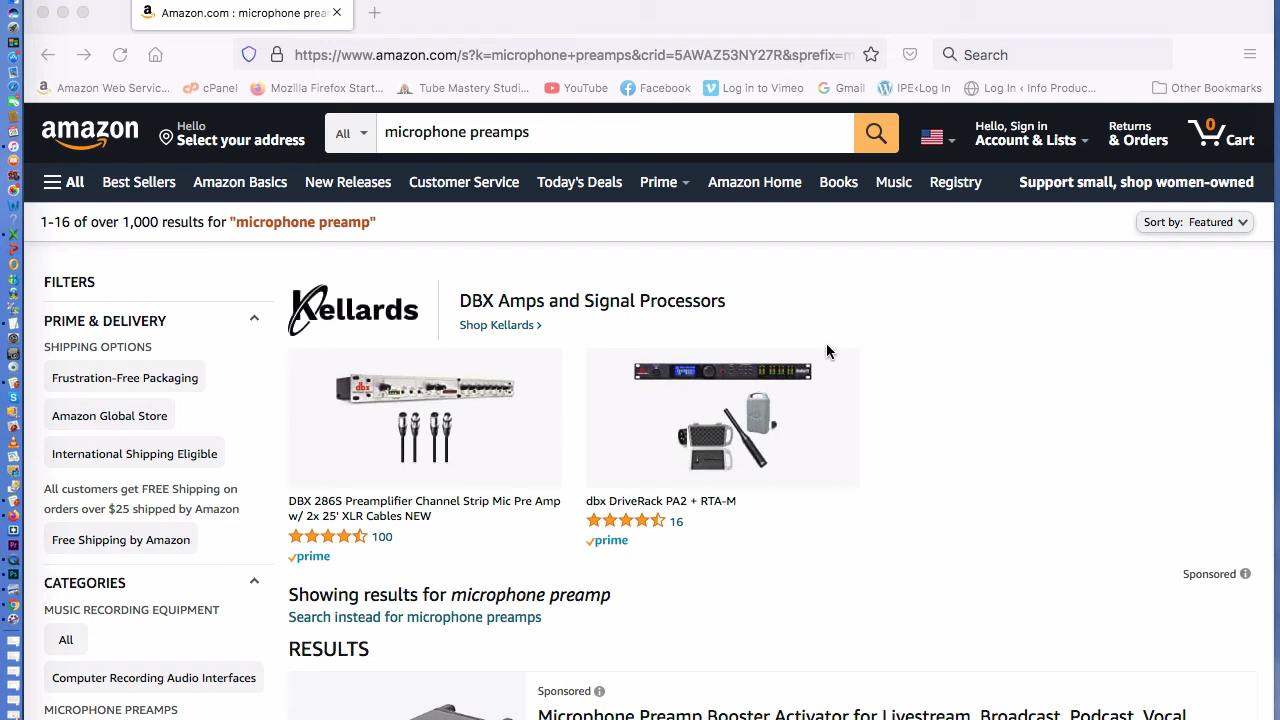 Amazon.com : microphone prea
https://www.amazon.com/s?k=microphone+preamps&crid=5AWAZ53NY27R&sprefix=m
Search
Amazon Web Servic...
cPanel
Mozilla Firefox Start...
Tube Mastery Studi...
YouTube
Facebook
Log in to Vimeo
Gmail
IPE‹Log In
Log In ‹ Info Produc...
Other Bookmarks
amazon
Hello
Select your address
All
microphone preamps
Hello, Sign in
Account & Lists
Returns
& Orders
0
Cart
All
Best Sellers
Amazon Basics
New Releases
Customer Service
Today's Deals
Prime
Amazon Home
Books
Music
Registry
Support small, shop women-owned
1-16 of over 1,000 results for "microphone preamp"
Sort by: Featured
FILTERS
PRIME & DELIVERY
SHIPPING OPTIONS
Frustration-Free Packaging
Amazon Global Store
International Shipping Eligible
All customers get FREE Shipping on
orders over $25 shipped by Amazon
Free Shipping by Amazon
CATEGORIES
MUSIC RECORDING EQUIPMENT
All
Computer Recording Audio Interfaces
MICROPHONE PREAMPS
Kellards
DBX Amps and Signal Processors
Shop Kellards ›
dbx
DBX 286S Preamplifier Channel Strip Mic Pre Amp
w/ 2x 25' XLR Cables NEW
100
prime
dbx DriveRack PA2 + RTA-M
16
prime
Sponsored
Showing results for microphone preamp
Search instead for microphone preamps
RESULTS
Sponsored
Microphone Preamp Booster Activator for Livestream, Broadcast, Podcast, Vocal